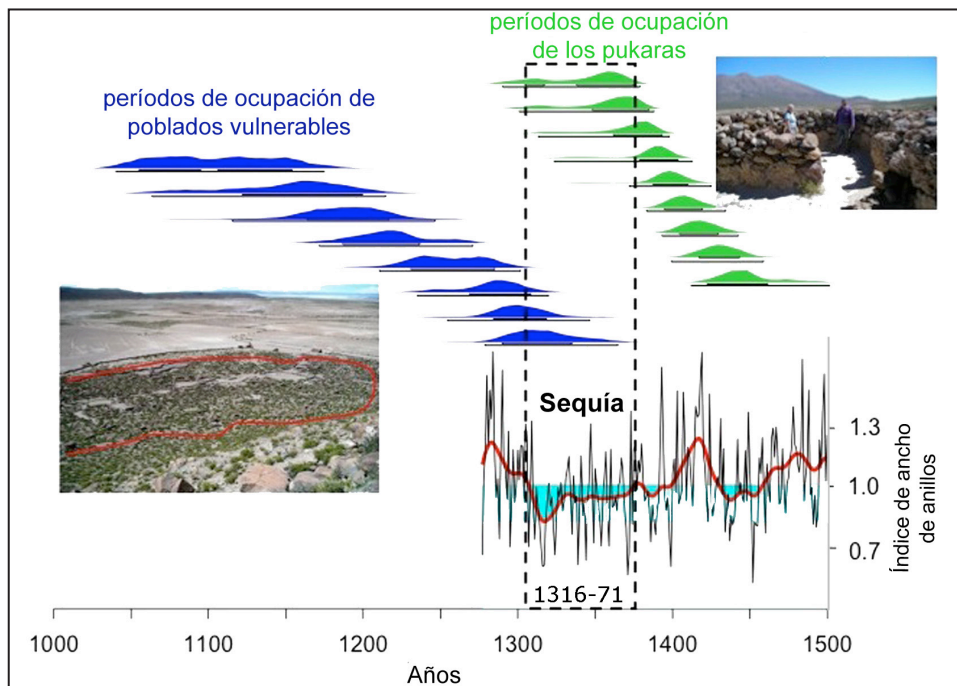 períodos de ocupación
de los pukaras
períodos de ocupación de
poblados vulnerables
Sequía
1.3
1.0
0.7
Índice de ancho
de anillos
1316-71
1000
1100
1200
1300
1400
1500
Años